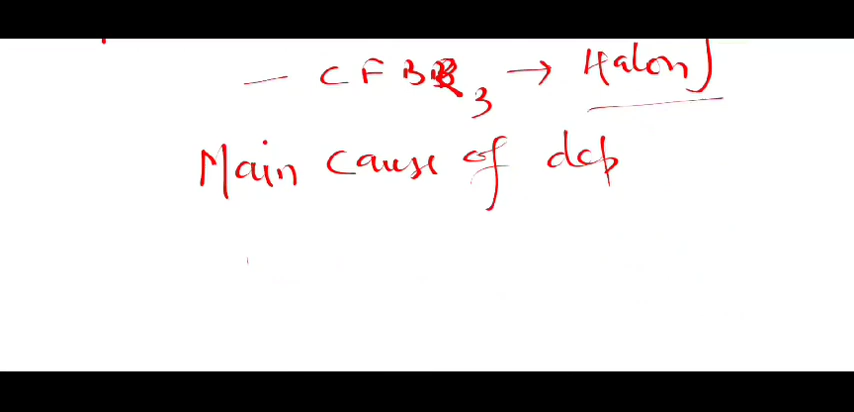 — CFBR₃ → Halon)
Main cause of dep